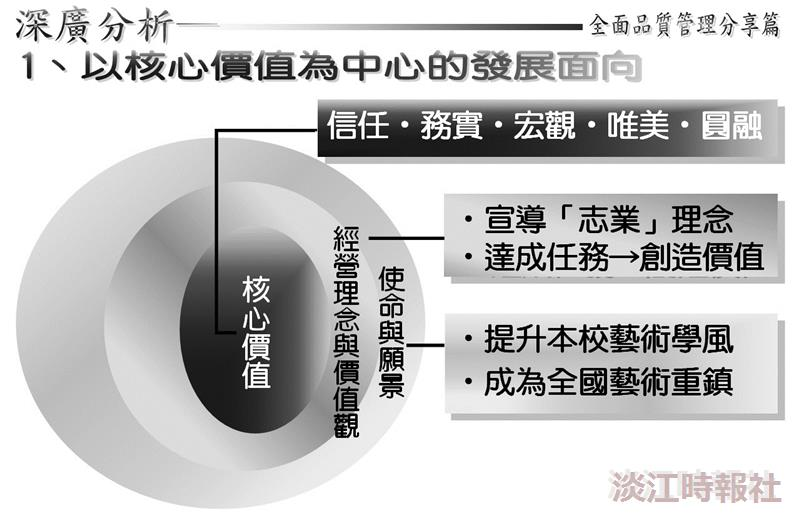 深廣分析
全面品質管理分享篇
1、以核心價值為中心的發展面向
信任・務實・宏觀・唯美・圓融
・宣導「志業」理念
・達成任務→創造價值
經營理念與價值觀
使命與願景
核心價值
・提升本校藝術學風
・成為全國藝術重鎮
淡江時報社